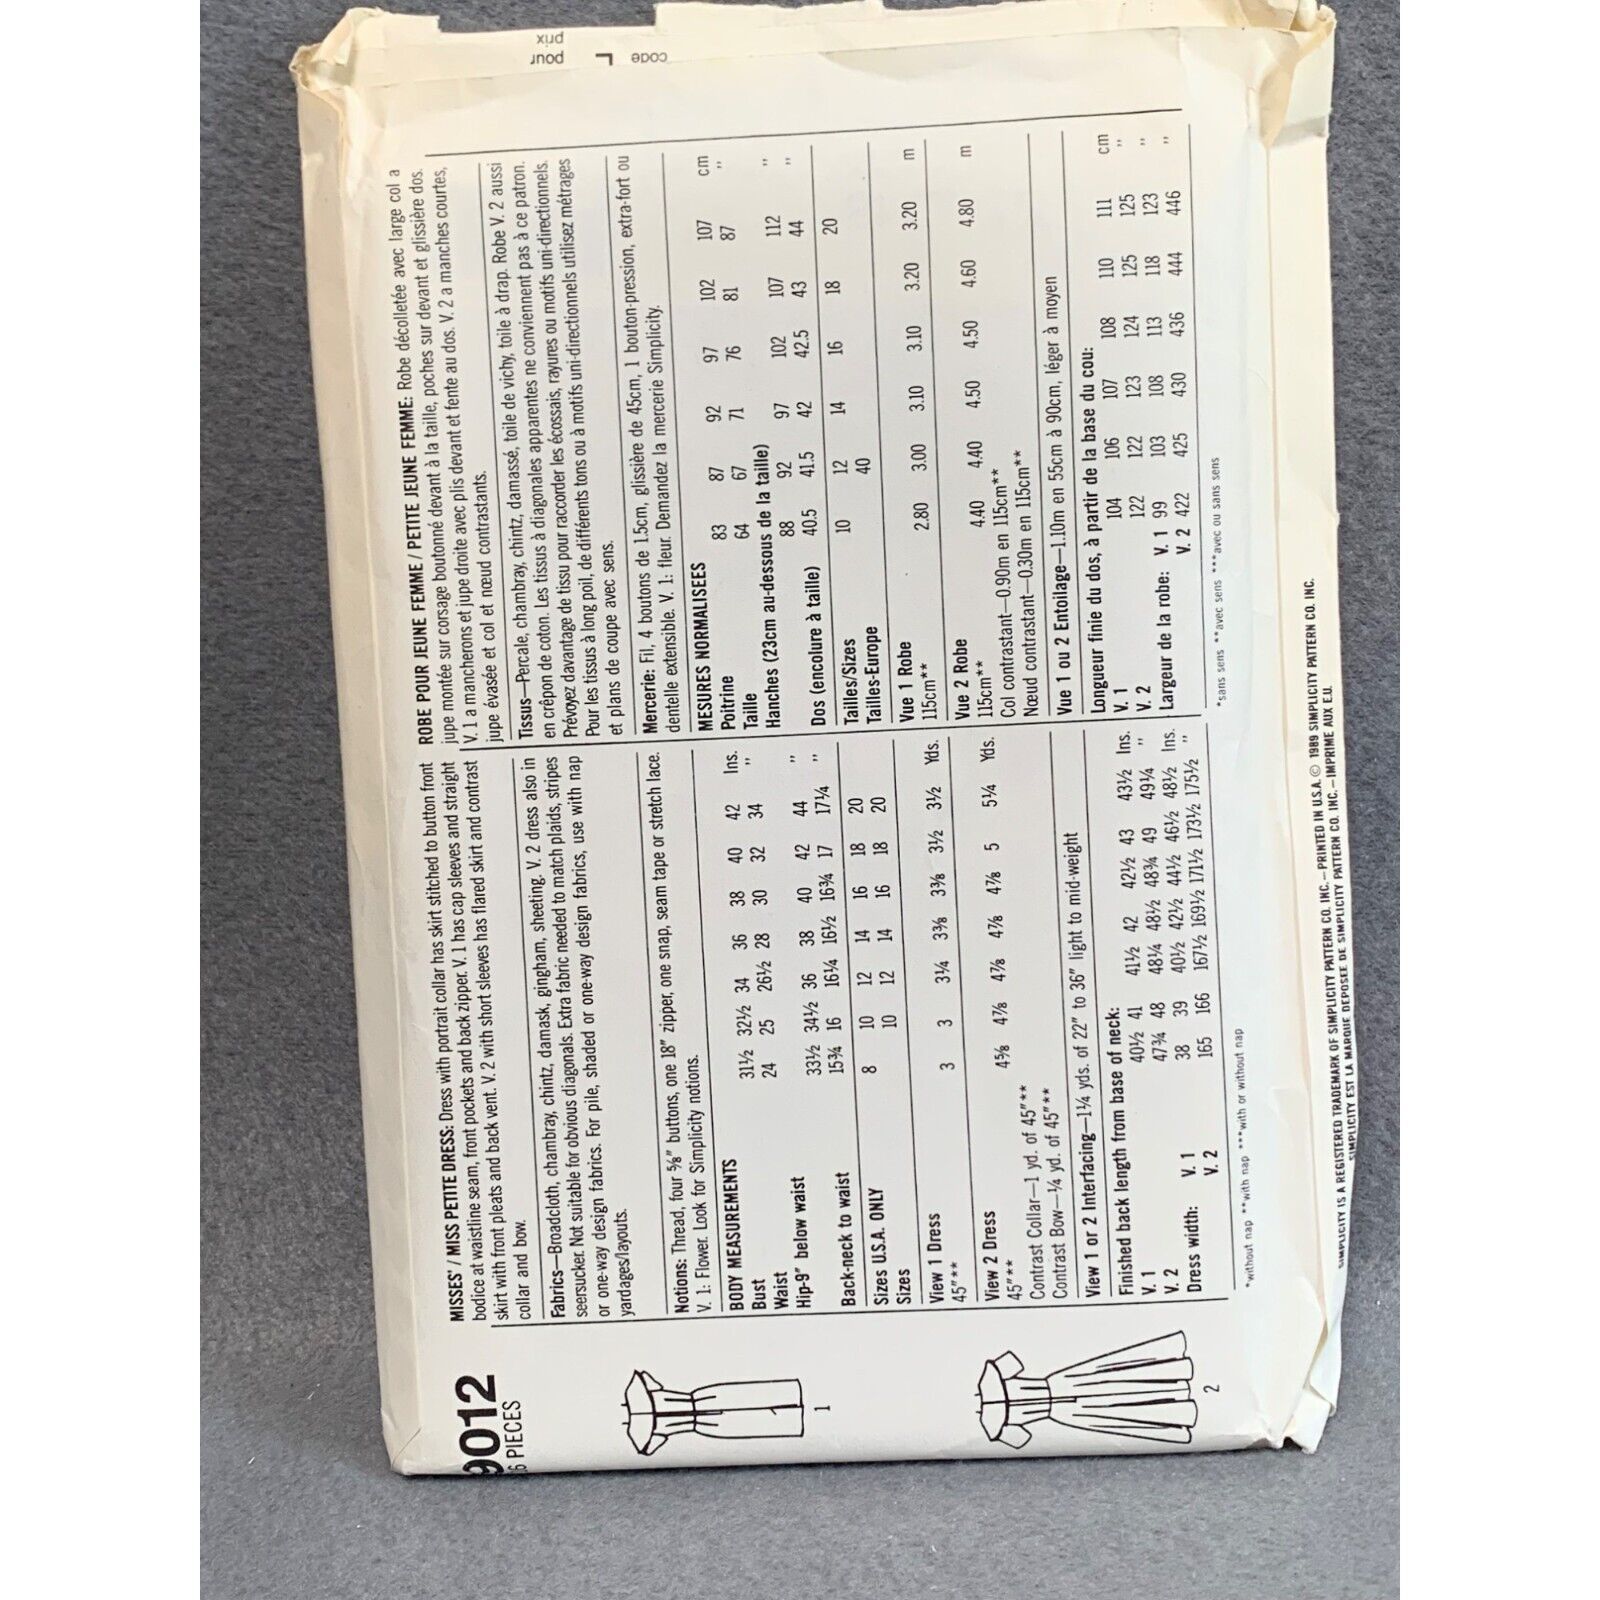 9012
6 PIECES
1
2
MISSES' / MISS PETITE DRESS: Dress with portrait collar has skirt stitched to button front
bodice at waistline seam, front pockets and back zipper. V. 1 has cap sleeves and straight
skirt with front pleats and back vent. V. 2 with short sleeves has flared skirt and contrast
collar and bow.
Fabrics—Broadcloth, chambray, chintz, damask, gingham, sheeting. V. 2 dress also in
seersucker. Not suitable for obvious diagonals. Extra fabric needed to match plaids, stripes
or one-way design fabrics. For pile, shaded or one-way design fabrics, use with nap
yardages/layouts.
Notions: Thread, four ⅝" buttons, one 18" zipper, one snap, seam tape or stretch lace.
V. 1: Flower. Look for Simplicity notions.
BODY MEASUREMENTS
Bust 31½ 32½ 34 36 38 40 42 Ins.
Waist 24 25 26½ 28 30 32 34 "
Hip-9" below waist 33½ 34½ 36 38 40 42 44 "
Back-neck to waist 15¾ 16 16¼ 16½ 16¾ 17 17¼ "
Sizes U.S.A. ONLY 8 10 12 14 16 18 20
Sizes 10 12 14 16 18 20
View 1 Dress
45"** 3 3 3¼ 3⅜ 3⅜ 3½ 3½ Yds.
View 2 Dress
45"** 4⅝ 4⅞ 4⅞ 4⅞ 4⅞ 5 5¼ Yds.
Contrast Collar—1 yd. of 45"**
Contrast Bow—¼ yd. of 45"**
View 1 or 2 Interfacing—1¼ yds. of 22" to 36" light to mid-weight
Finished back length from base of neck:
V. 1 40½ 41 41½ 42 42½ 43 43½ Ins.
V. 2 47¾ 48 48¼ 48½ 48¾ 49 49¼ "
Dress width: V. 1 38 39 40½ 42½ 44½ 46½ 48½ Ins.
V. 2 165 166 167½ 169½ 171½ 173½ 175½ "
*without nap **with nap ***with or without nap
ROBE POUR JEUNE FEMME / PETITE JEUNE FEMME: Robe décolletée avec large col a
jupe montée sur corsage boutonné devant à la taille, poches sur devant et glissière dos.
V. 1 a mancherons et jupe droite avec plis devant et fente au dos. V. 2 a manches courtes,
jupe évasée et col et nœud contrastants.
Tissus—Percale, chambray, chintz, damassé, toile de vichy, toile à drap. Robe V. 2 aussi
en crêpon de coton. Les tissus à diagonales apparentes ne conviennent pas à ce patron.
Prévoyez davantage de tissu pour raccorder les écossais, rayures ou motifs uni-directionnels.
Pour les tissus à long poil, de différents tons ou à motifs uni-directionnels utilisez métrages
et plans de coupe avec sens.
Mercerie: Fil, 4 boutons de 1.5cm, glissière de 45cm, 1 bouton-pression, extra-fort ou
dentelle extensible. V. 1: fleur. Demandez la mercerie Simplicity.
MESURES NORMALISEES
Poitrine 83 87 92 97 102 107 cm
Taille 64 67 71 76 81 87 "
Hanches (23cm au-dessous de la taille)
88 92 97 102 107 112 "
Dos (encolure à taille) 40.5 41.5 42 42.5 43 44 "
Tailles/Sizes 10 12 14 16 18 20
Tailles-Europe 40
Vue 1 Robe
115cm** 2.80 3.00 3.10 3.10 3.20 3.20 m
Vue 2 Robe
115cm** 4.40 4.40 4.50 4.50 4.60 4.80 m
Col contrastant—0.90m en 115cm**
Nœud contrastant—0.30m en 115cm**
Vue 1 ou 2 Entoilage—1.10m en 55cm à 90cm, léger à moyen
Longueur finie du dos, à partir de la base du cou:
V. 1 104 106 107 108 110 111 cm
V. 2 122 122 123 124 125 125 "
Largeur de la robe: V. 1 99 103 108 113 118 123 "
V. 2 422 425 430 436 444 446 "
*sans sens **avec sens ***avec ou sans sens
SIMPLICITY IS A REGISTERED TRADEMARK OF SIMPLICITY PATTERN CO. INC.—PRINTED IN U.S.A. © 1989 SIMPLICITY PATTERN CO. INC.
SIMPLICITY EST LA MARQUE DEPOSEE DE SIMPLICITY PATTERN CO. INC.—IMPRIME AUX E.U.
code L pour
prix